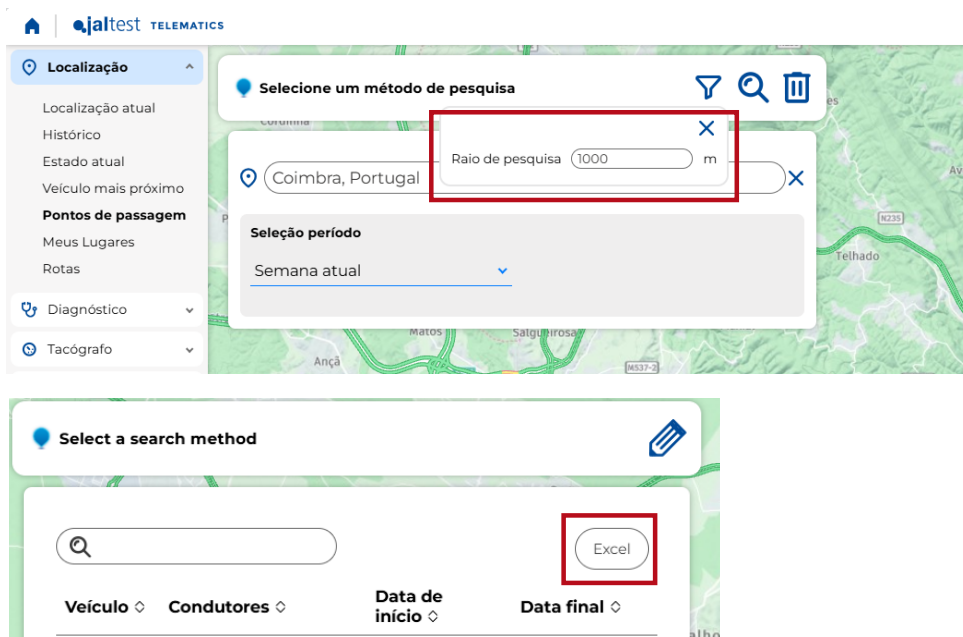 jaltest TELEMATICS
Localização
Localização atual
Histórico
Estado atual
Veículo mais próximo
Pontos de passagem
Meus Lugares
Rotas
Diagnóstico
Tacógrafo
Selecione um método de pesquisa
Raio de pesquisa 1000 m
Coimbra, Portugal
Seleção período
Semana atual
N235
Telhado
Matos
Ançã
M537-2
Select a search method
Excel
Veículo
Condutores
Data de
início
Data final